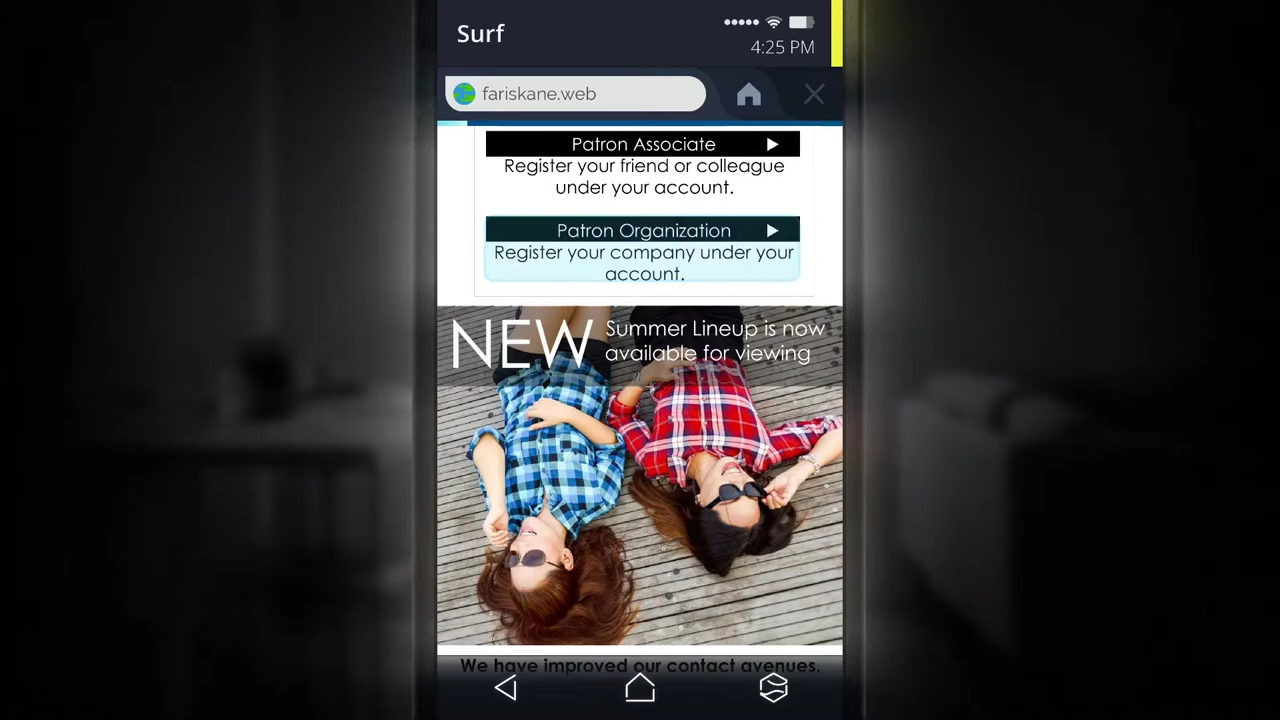 Surf
4:25 PM
fariskane.web
Patron Associate
Register your friend or colleague
under your account.
Patron Organization
Register your company under your
account.
NEW
Summer Lineup is now
available for viewing
We have improved our contact avenues.